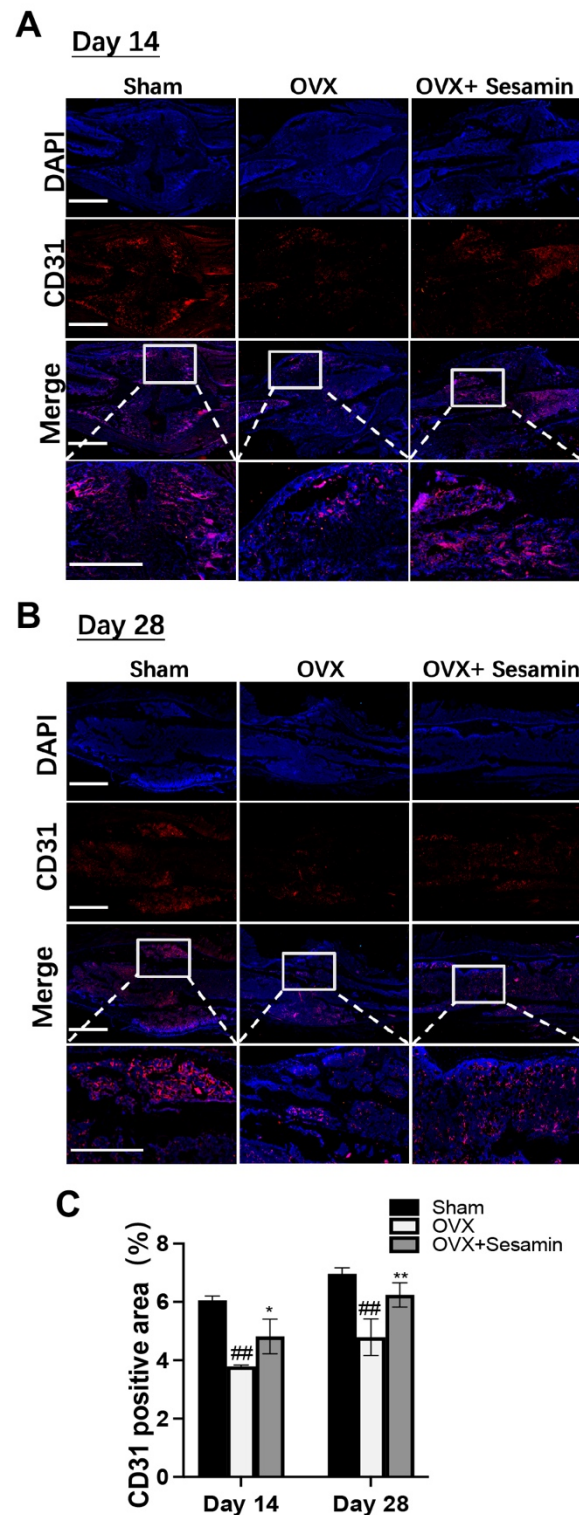 A
Day 14
Sham OVX OVX+ Sesamin
DAPI
CD31
Merge
B
Day 28
Sham OVX OVX+ Sesamin
DAPI
CD31
Merge
C
Sham
OVX
OVX+Sesamin
CD31 positive area (%)
8
6
4
2
0
##
*
##
**
Day 14 Day 28